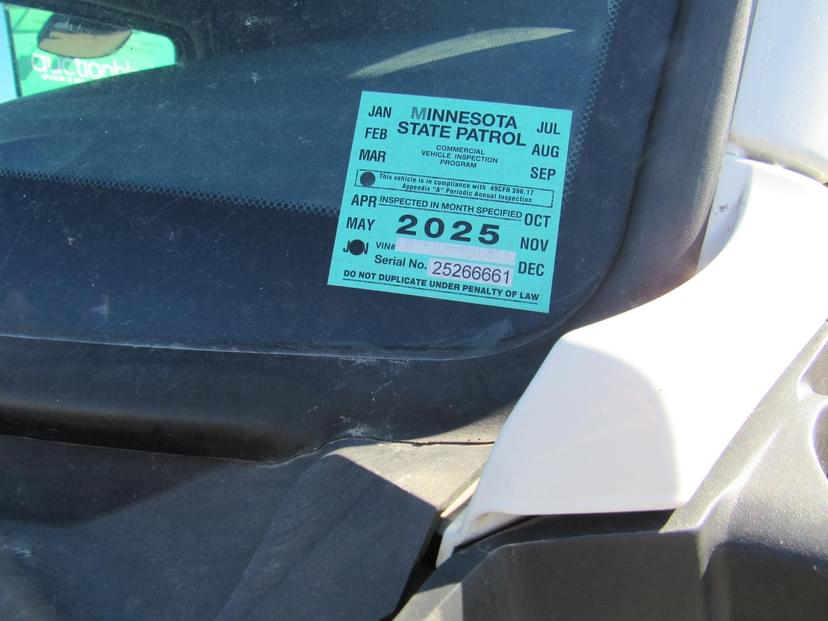 JAN
FEB
MAR
MINNESOTA
STATE PATROL
COMMERCIAL
VEHICLE INSPECTION
PROGRAM
JUL
AUG
SEP
This vehicle is in compliance with 49CFR 396.17
Appendix "A" Periodic Annual Inspection
APR
MAY
INSPECTED IN MONTH SPECIFIED
2025
OCT
NOV
DEC
VIN#
Serial No. 25266661
DO NOT DUPLICATE UNDER PENALTY OF LAW